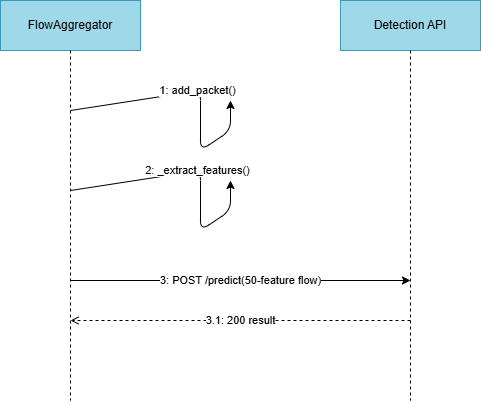 FlowAggregator
Detection API
1: add_packet()
2: _extract_features()
3: POST /predict(50-feature flow)
3.1: 200 result